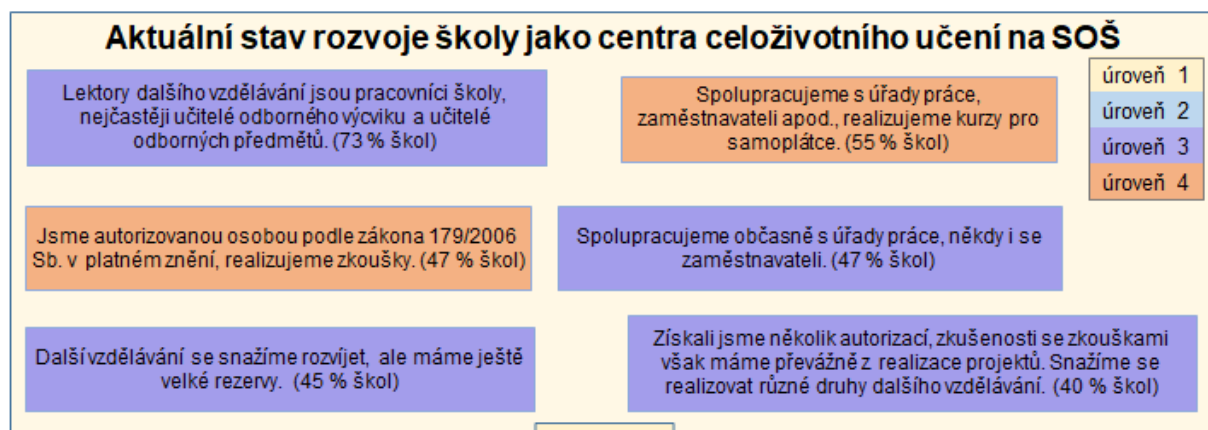 Aktuální stav rozvoje školy jako centra celoživotního učení na SOŠ
Lektory dalšího vzdělávání jsou pracovníci školy,
nejčastěji učitelé odborného výcviku a učitelé
odborných předmětů. (73 % škol)
Spolupracujeme s úřady práce,
zaměstnavateli apod., realizujeme kurzy pro
samoplátce. (55 % škol)
úroveň 1
úroveň 2
úroveň 3
úroveň 4
Jsme autorizovanou osobou podle zákona 179/2006
Sb. v platném znění, realizujeme zkoušky. (47 % škol)
Spolupracujeme občasně s úřady práce, někdy i se
zaměstnavateli. (47 % škol)
Další vzdělávání se snažíme rozvíjet, ale máme ještě
velké rezervy. (45 % škol)
Získali jsme několik autorizací, zkušenosti se zkouškami
však máme převážně z realizace projektů. Snažíme se
realizovat různé druhy dalšího vzdělávání. (40 % škol)